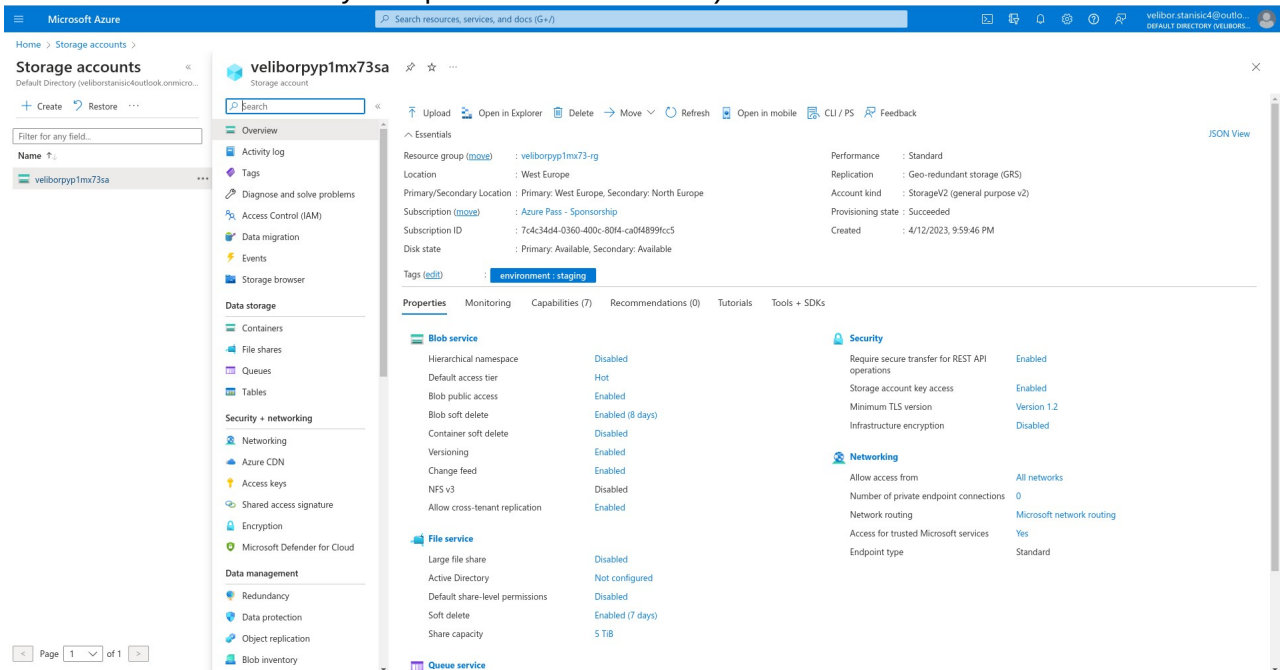 Microsoft Azure
Search resources, services, and docs (G+/)
velibor.stanisic4@outlo...
DEFAULT DIRECTORY (VELIBORS...
Home > Storage accounts >
Storage accounts
Default Directory (veliborstanisic4outlook.onmicro...
+ Create Restore ...
Filter for any field...
Name ↑↓
veliborpyp1mx73sa ...
< Page 1 of 1 >
veliborpyp1mx73sa
Storage account
Search
Overview
Activity log
Tags
Diagnose and solve problems
Access Control (IAM)
Data migration
Events
Storage browser
Data storage
Containers
File shares
Queues
Tables
Security + networking
Networking
Azure CDN
Access keys
Shared access signature
Encryption
Microsoft Defender for Cloud
Data management
Redundancy
Data protection
Object replication
Blob inventory
Upload Open in Explorer Delete Move Refresh Open in mobile CLI / PS Feedback
Essentials JSON View
Resource group (move) : veliborpyp1mx73-rg
Location : West Europe
Primary/Secondary Location : Primary: West Europe, Secondary: North Europe
Subscription (move) : Azure Pass - Sponsorship
Subscription ID : 7c4c34d4-0360-400c-80f4-ca0f4899fcc5
Disk state : Primary: Available, Secondary: Available
Performance : Standard
Replication : Geo-redundant storage (GRS)
Account kind : StorageV2 (general purpose v2)
Provisioning state : Succeeded
Created : 4/12/2023, 9:59:46 PM
Tags (edit) : environment : staging
Properties Monitoring Capabilities (7) Recommendations (0) Tutorials Tools + SDKs
Blob service
Hierarchical namespace Disabled
Default access tier Hot
Blob public access Enabled
Blob soft delete Enabled (8 days)
Container soft delete Disabled
Versioning Enabled
Change feed Enabled
NFS v3 Disabled
Allow cross-tenant replication Enabled
File service
Large file share Disabled
Active Directory Not configured
Default share-level permissions Disabled
Soft delete Enabled (7 days)
Share capacity 5 TiB
Queue service
Security
Require secure transfer for REST API Enabled
operations
Storage account key access Enabled
Minimum TLS version Version 1.2
Infrastructure encryption Disabled
Networking
Allow access from All networks
Number of private endpoint connections 0
Network routing Microsoft network routing
Access for trusted Microsoft services Yes
Endpoint type Standard